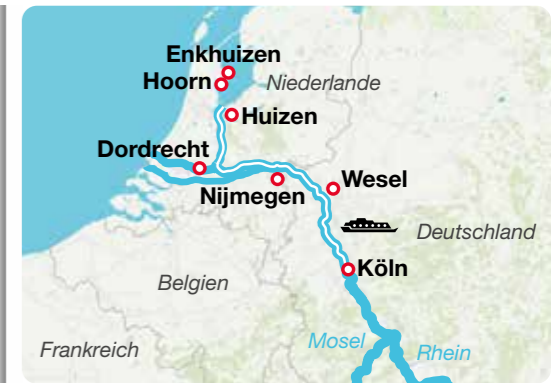 Enkhuizen
Hoorn
Niederlande
Huizen
Dordrecht
Nijmegen
Wesel
Deutschland
Köln
Belgien
Mosel
Rhein
Frankreich